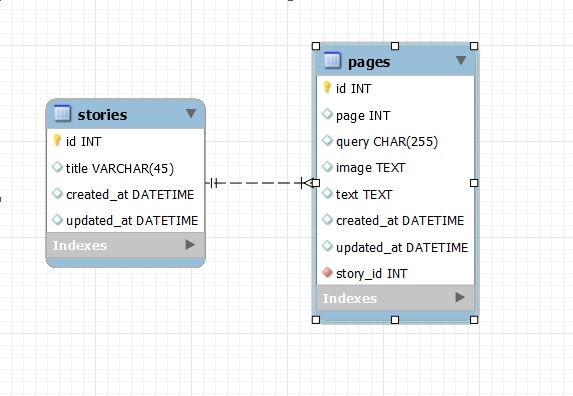 stories
id INT
title VARCHAR(45)
created_at DATETIME
updated_at DATETIME
Indexes
pages
id INT
page INT
query CHAR(255)
image TEXT
text TEXT
created_at DATETIME
updated_at DATETIME
story_id INT
Indexes